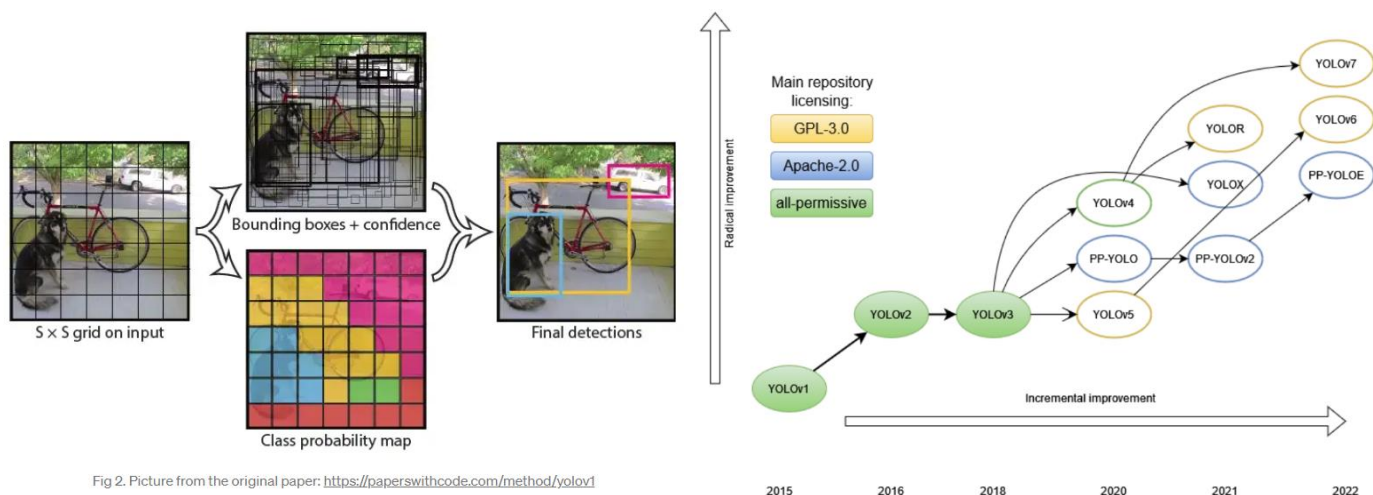 S × S grid on input
Bounding boxes + confidence
Class probability map
Final detections
Fig 2. Picture from the original paper: https://paperswithcode.com/method/yolov1
Radical improvement
Main repository
licensing:
GPL-3.0
Apache-2.0
all-permissive
YOLOv7
YOLOv6
YOLOR
PP-YOLOE
YOLOX
YOLOv4
PP-YOLO
PP-YOLOv2
YOLOv2
YOLOv3
YOLOv5
YOLOv1
Incremental improvement
2015 2016 2018 2020 2021 2022